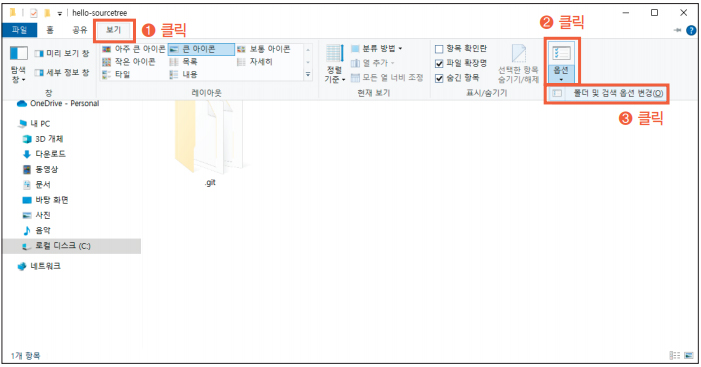 hello-sourcetree
❷ 클릭
파일 홈 공유 보기 ❶ 클릭
미리 보기 창
세부 정보 창
탐색
창
아주 큰 아이콘 큰 아이콘 보통 아이콘
작은 아이콘 목록 자세히
타일 내용
정렬
기준
분류 방법
열 추가
모든 열 너비 조정
항목 확인란
파일 확장명
숨긴 항목
선택한 항목
숨기기/해제
옵션
창 레이아웃 현재 보기 표시/숨기기
폴더 및 검색 옵션 변경(O)
❸ 클릭
OneDrive - Personal
내 PC
3D 개체
다운로드
동영상
문서
바탕 화면
사진
음악
로컬 디스크 (C:)
네트워크
.git
1개 항목